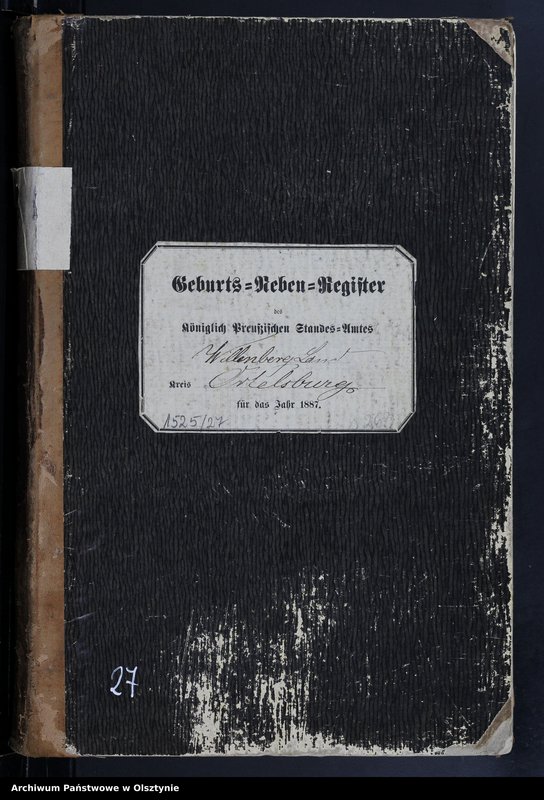 Geburts=Neben=Register
des
Königlich Preußischen Standes=Amtes
Willenberg Land
Kreis Ortelsburg
für das Jahr 1887.
1525/27
27
Archiwum Państwowe w Olsztynie